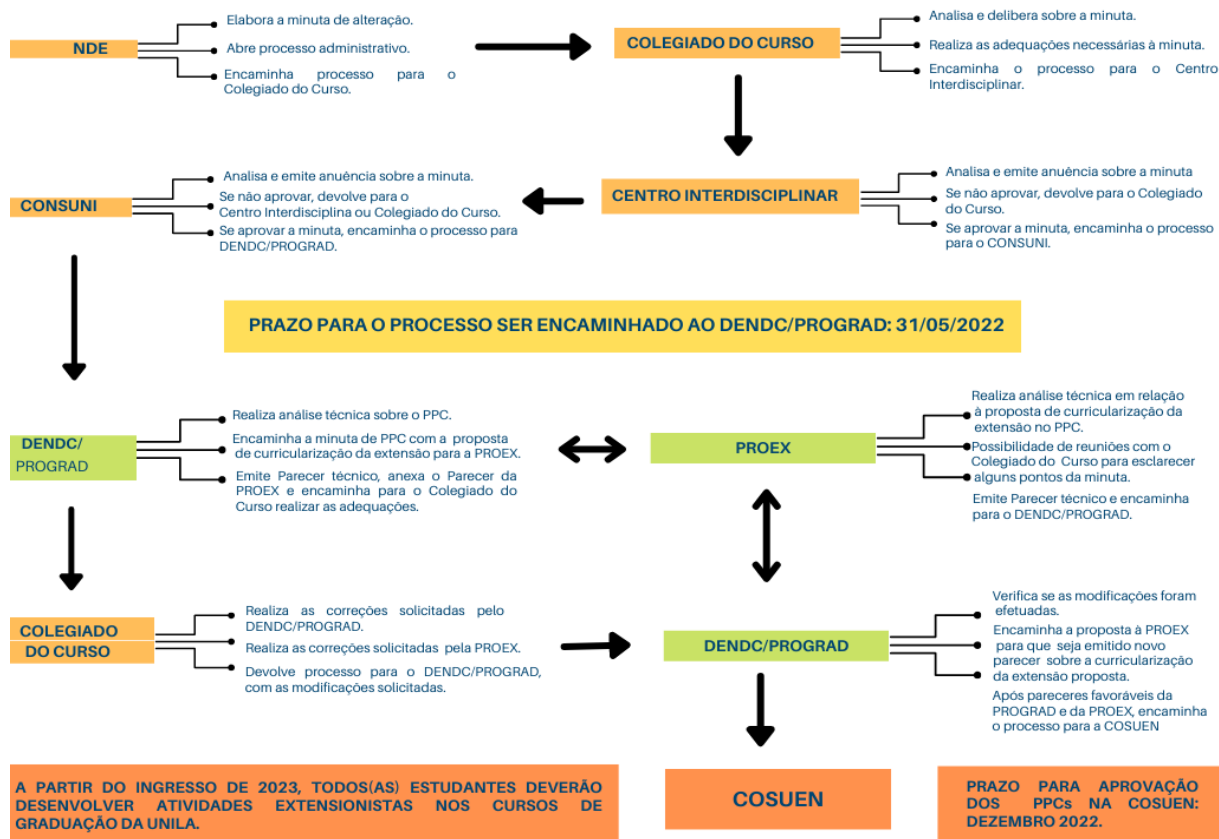 NDE
Elabora a minuta de alteração.
Abre processo administrativo.
Encaminha processo para o
Colegiado do Curso.
COLEGIADO DO CURSO
Analisa e delibera sobre a minuta.
Realiza as adequações necessárias à minuta.
Encaminha o processo para o Centro
Interdisciplinar.
CONSUNI
Analisa e emite anuência sobre a minuta.
Se não aprovar, devolve para o
Centro Interdisciplina ou Colegiado do Curso.
Se aprovar a minuta, encaminha o processo para
DENDC/PROGRAD.
CENTRO INTERDISCIPLINAR
Analisa e emite anuência sobre a minuta
Se não aprovar, devolve para o Colegiado
do Curso.
Se aprovar a minuta, encaminha o processo
para o CONSUNI.
PRAZO PARA O PROCESSO SER ENCAMINHADO AO DENDC/PROGRAD: 31/05/2022
DENDC/
PROGRAD
Realiza análise técnica sobre o PPC.
Encaminha a minuta de PPC com a proposta
de curricularização da extensão para a PROEX.
Emite Parecer técnico, anexa o Parecer da
PROEX e encaminha para o Colegiado do
Curso realizar as adequações.
PROEX
Realiza análise técnica em relação
à proposta de curricularização da
extensão no PPC.
Possibilidade de reuniões com o
Colegiado do Curso para esclarecer
alguns pontos da minuta.
Emite Parecer técnico e encaminha
para o DENDC/PROGRAD.
COLEGIADO
DO CURSO
Realiza as correções solicitadas pelo
DENDC/PROGRAD.
Realiza as correções solicitadas pela PROEX.
Devolve processo para o DENDC/PROGRAD,
com as modificações solicitadas.
DENDC/PROGRAD
Verifica se as modificações foram
efetuadas.
Encaminha a proposta à PROEX
para que seja emitido novo
parecer sobre a curricularização
da extensão proposta.
Após pareceres favoráveis da
PROGRAD e da PROEX, encaminha
o processo para a COSUEN
A PARTIR DO INGRESSO DE 2023, TODOS(AS) ESTUDANTES DEVERÃO
DESENVOLVER ATIVIDADES EXTENSIONISTAS NOS CURSOS DE
GRADUAÇÃO DA UNILA.
COSUEN
PRAZO PARA APROVAÇÃO
DOS PPCs NA COSUEN:
DEZEMBRO 2022.